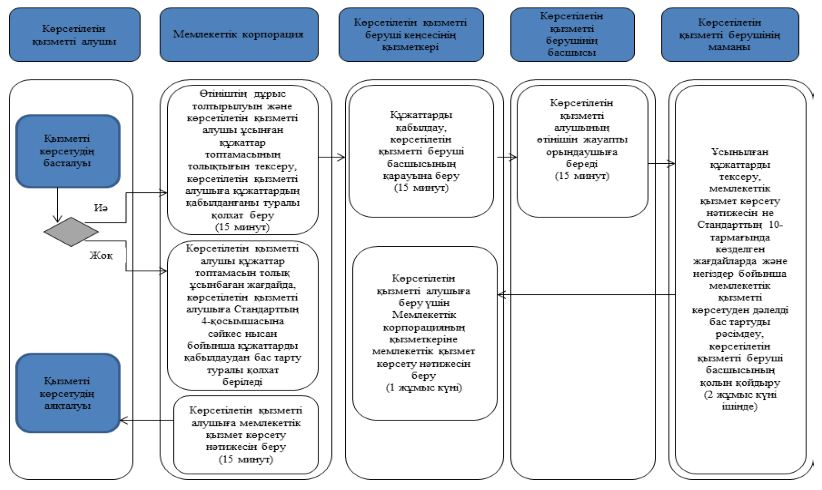 Көрсетілетін
қызметті алушы
Мемлекеттік корпорация
Көрсетілетін қызметті
беруші кеңсесінің
қызметкері
Көрсетілетін
қызметті
берушінің
басшысы
Көрсетілетін
қызметті берушінің
маманы
Қызметті
көрсетудің
басталуы
Иә
Жоқ
Қызметті
көрсетудің
аяқталуы
Өтініштің дұрыс
толтырылуын және
көрсетілетін қызметті
алушы ұсынған
құжаттар
топтамасының
толықтығын тексеру,
көрсетілетін қызметті
алушыға құжаттардың
қабылданғаны туралы
қолхат беру
(15 минут)
Көрсетілетін қызметті
алушы құжаттар
топтамасын толық
ұсынбаған жағдайда,
көрсетілетін қызметті
алушыға Стандарттың
4-қосымшасына
сәйкес нысан
бойынша құжаттарды
қабылдаудан бас тарту
туралы қолхат
беріледі
Көрсетілетін қызметті
алушыға мемлекеттік
қызмет көрсету
нәтижесін беру
(15 минут)
Құжаттарды
қабылдау,
көрсетілетін
қызметті беруші
басшысының
қарауына беру
(15 минут)
Көрсетілетін
қызметті алушыға
беру үшін
Мемлекеттік
корпорацияның
қызметкеріне
мемлекеттік қызмет
көрсету нәтижесін
беру
(1 жұмыс күні)
Көрсетілетін
қызметті
алушының
өтінішін жауапты
орындаушыға
береді
(15 минут)
Ұсынылған
құжаттарды
тексеру,
мемлекеттік
қызмет көрсету
нәтижесін не
Стандарттың 10-
тармағында
көзделген
жағдайларда және
негіздер бойынша
мемлекеттік
қызметті
көрсетуден дәлелді
бас тартуды
рәсімдеу,
көрсетілетін
қызметті беруші
басшысының
қолын қойдыру
(2 жұмыс күні
ішінде)